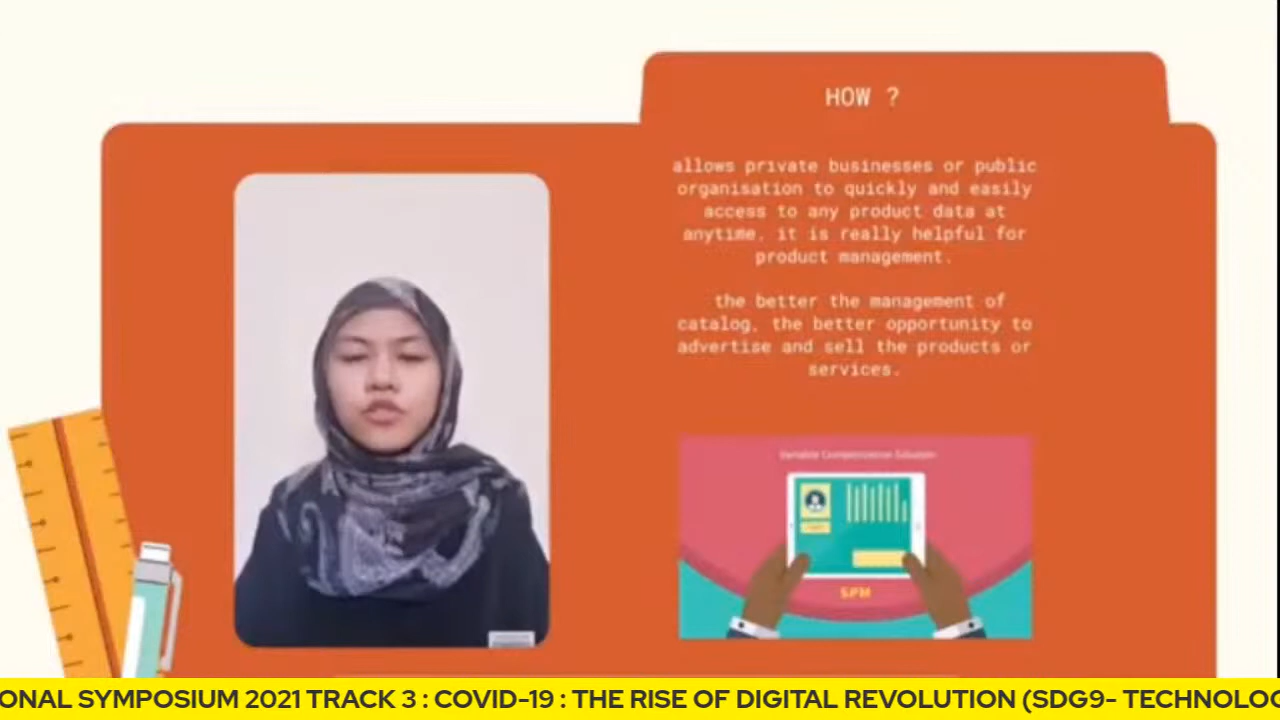 HOW ?
allows private businesses or public
organisation to quickly and easily
access to any product data at
anytime. it is really helpful for
product management.
the better the management of
catalog, the better opportunity to
advertise and sell the products or
services.
Variable Compensation Solution
SPM
ONAL SYMPOSIUM 2021 TRACK 3 : COVID-19 : THE RISE OF DIGITAL REVOLUTION (SDG9- TECHNOLOG